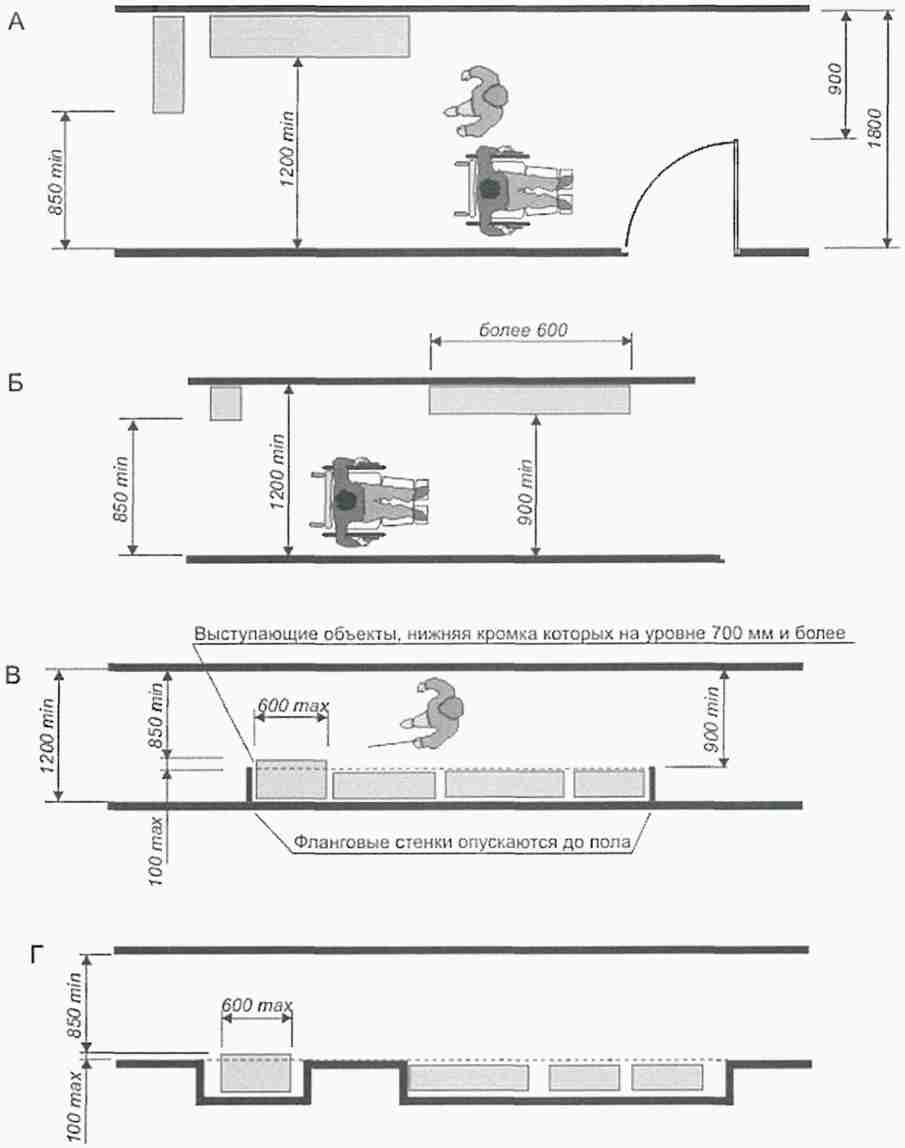 А
850 min
1200 min
900
1800
более 600
Б
850 min
1200 min
900 min
Выступающие объекты, нижняя кромка которых на уровне 700 мм и более
В
1200 min
850 min
600 max
900 min
100 max
Фланговые стенки опускаются до пола
Г
850 min
600 max
100 max